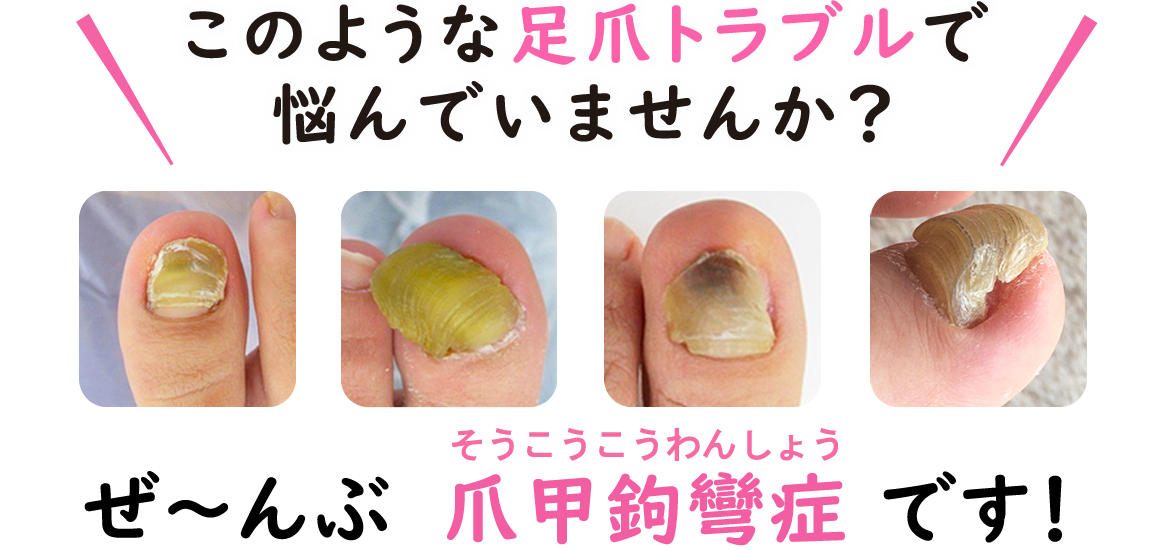 このような足爪トラブルで
悩んでいませんか？
そうこうこうわんしょう
ぜ〜んぶ 爪甲鉤彎症 です！